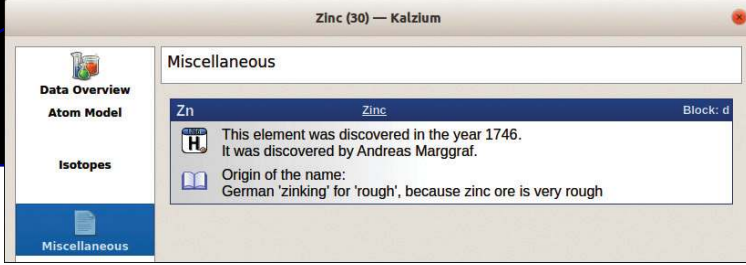 Zinc (30) — Kalzium
Data Overview
Atom Model
Isotopes
Miscellaneous
Miscellaneous
Zn Zinc Block: d
H
This element was discovered in the year 1746.
It was discovered by Andreas Marggraf.
Origin of the name:
German 'zinking' for 'rough', because zinc ore is very rough